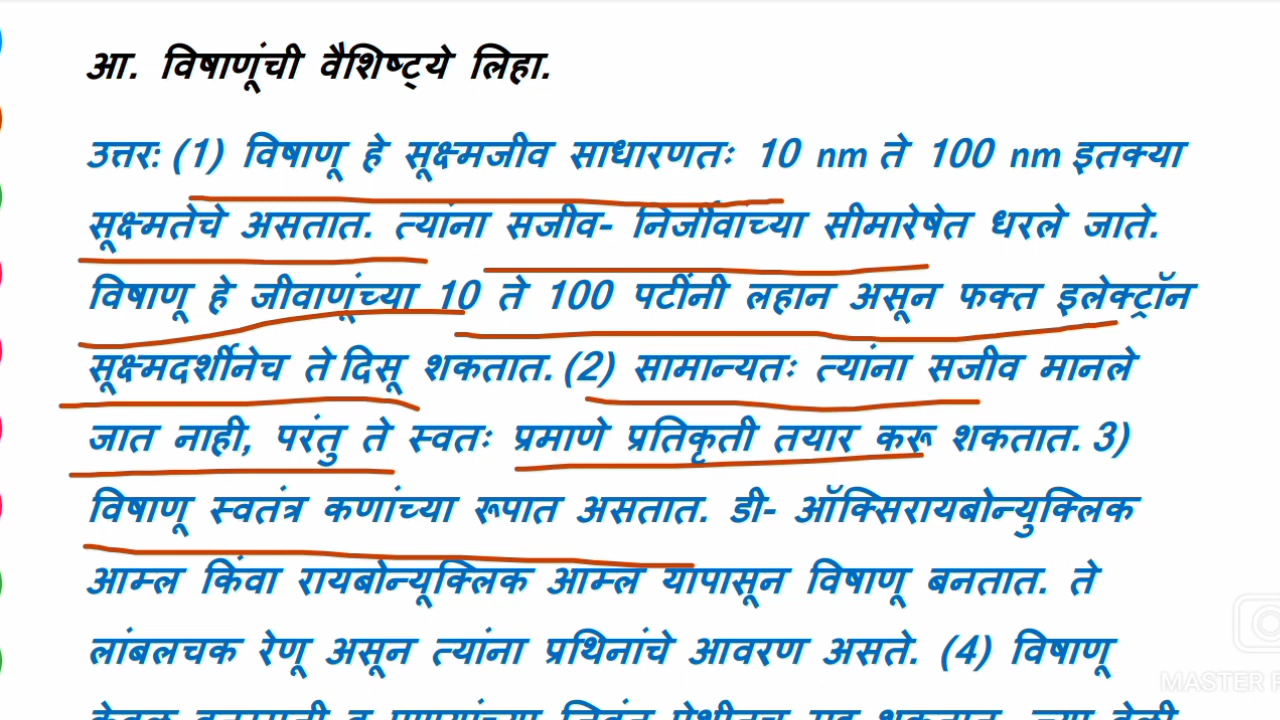 आ. विषाणूंची वैशिष्ट्ये लिहा.
उत्तर: (1) विषाणू हे सूक्ष्मजीव साधारणतः 10 nm ते 100 nm इतक्या
सूक्ष्मतेचे असतात. त्यांना सजीव- निर्जीवांच्या सीमारेषेत धरले जाते.
विषाणू हे जीवाणूंच्या 10 ते 100 पटींनी लहान असून फक्त इलेक्ट्रॉन
सूक्ष्मदर्शीनेच ते दिसू शकतात. (2) सामान्यतः त्यांना सजीव मानले
जात नाही, परंतु ते स्वतः प्रमाणे प्रतिकृती तयार करू शकतात. 3)
विषाणू स्वतंत्र कणांच्या रूपात असतात. डी- ऑक्सिरायबोन्युक्लिक
आम्ल किंवा रायबोन्यूक्लिक आम्ल यापासून विषाणू बनतात. ते
लांबलचक रेणू असून त्यांना प्रथिनांचे आवरण असते. (4) विषाणू
MASTER